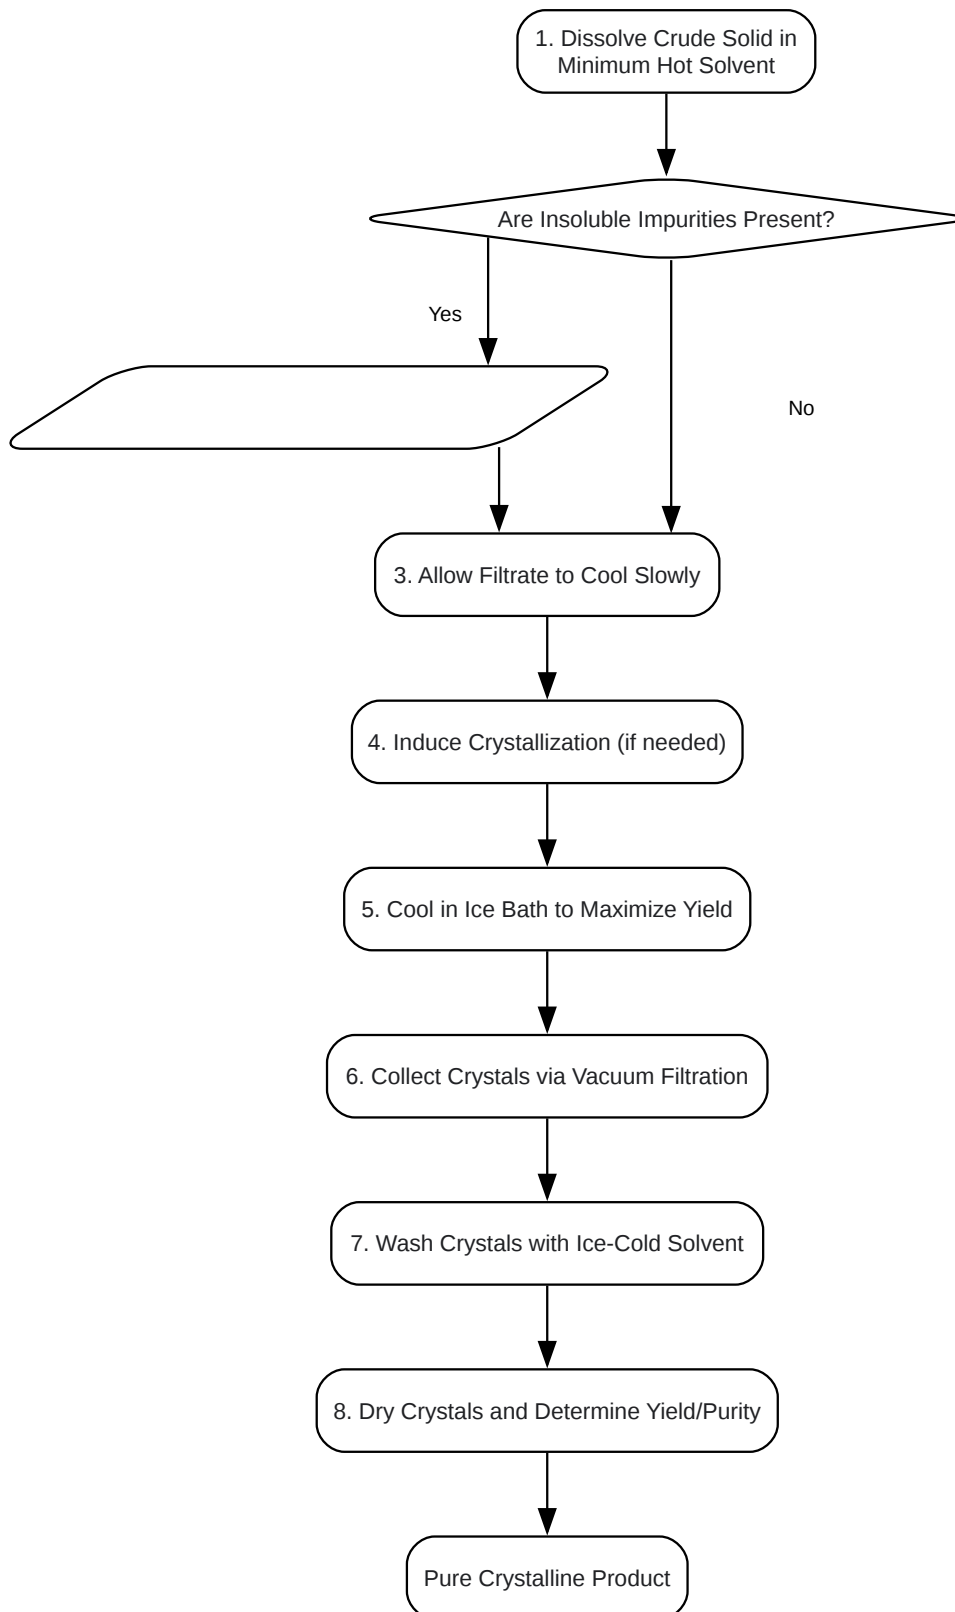 1. Dissolve Crude Solid in
Minimum Hot Solvent
Are Insoluble Impurities Present?
Yes
No
3. Allow Filtrate to Cool Slowly
4. Induce Crystallization (if needed)
5. Cool in Ice Bath to Maximize Yield
6. Collect Crystals via Vacuum Filtration
7. Wash Crystals with Ice-Cold Solvent
8. Dry Crystals and Determine Yield/Purity
Pure Crystalline Product